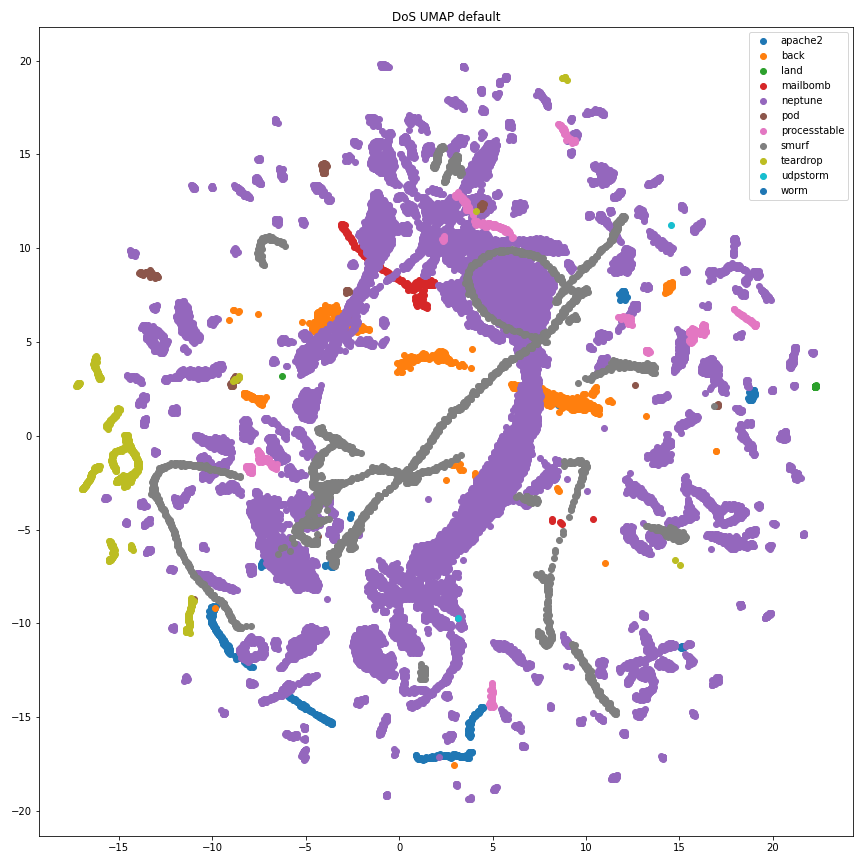 DoS UMAP default
apache2
back
land
mailbomb
neptune
pod
processtable
smurf
teardrop
udpstorm
worm
20
15
10
5
0
−5
−10
−15
−20
−15
−10
−5
0
5
10
15
20